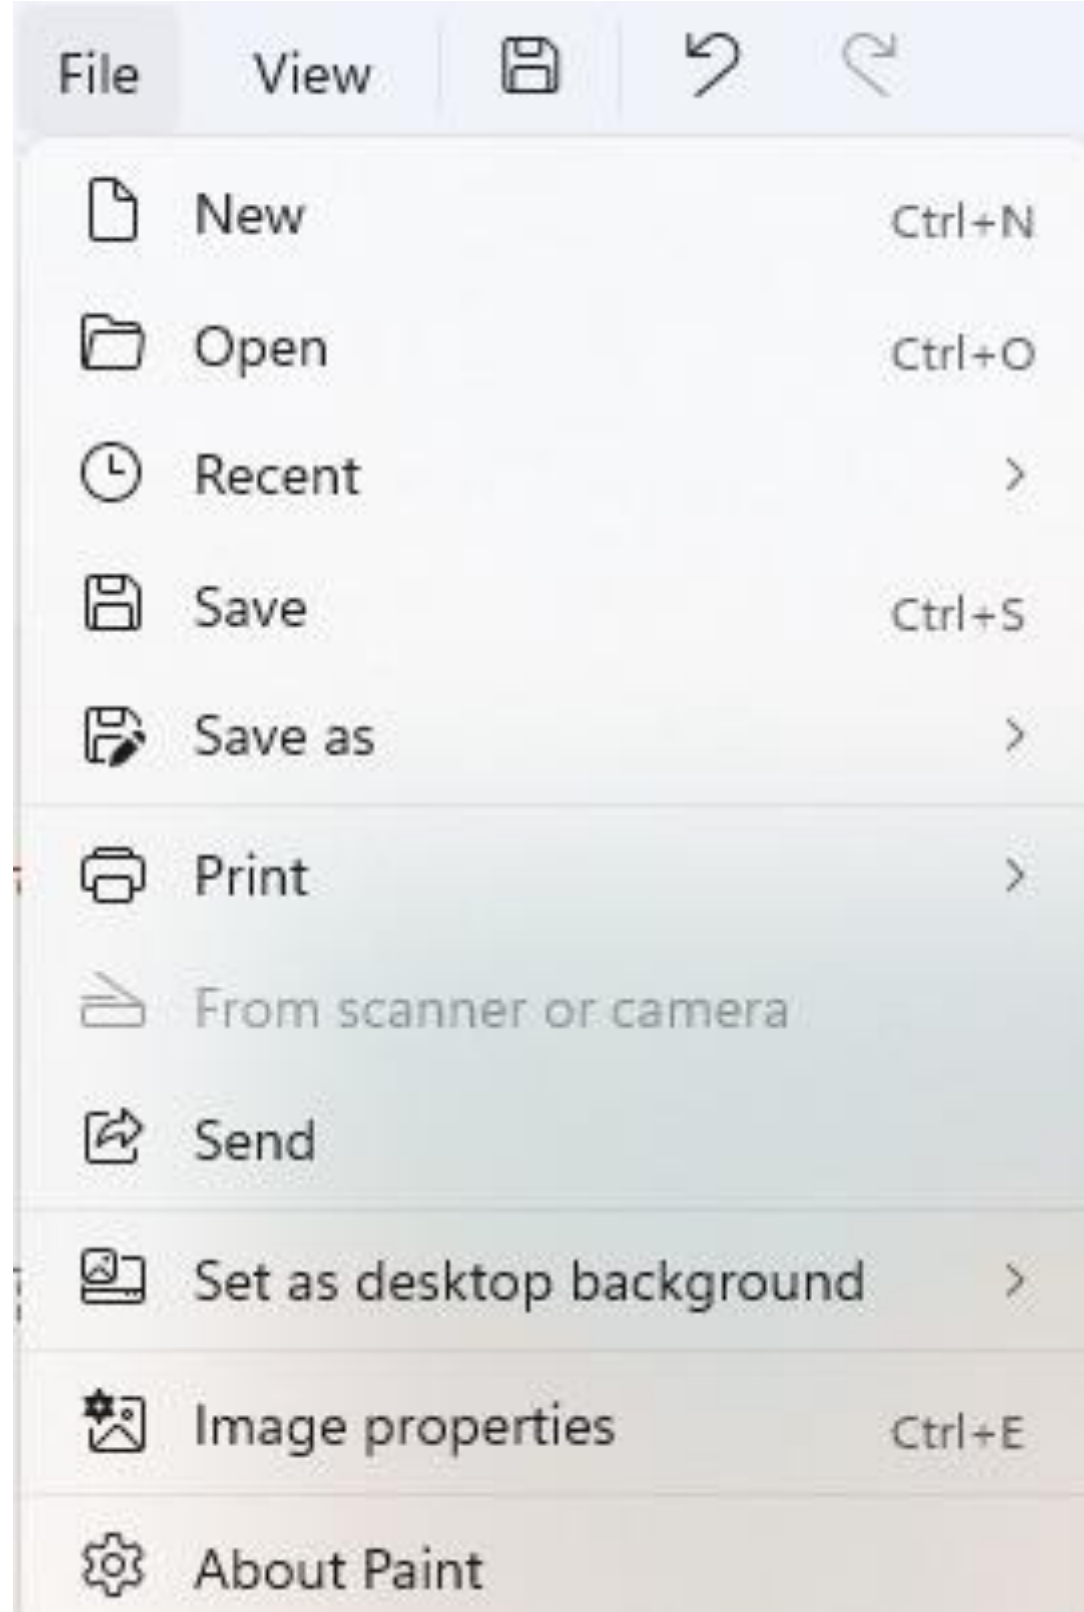 File View
New Ctrl+N
Open Ctrl+O
Recent
Save Ctrl+S
Save as
Print
From scanner or camera
Send
Set as desktop background
Image properties Ctrl+E
About Paint